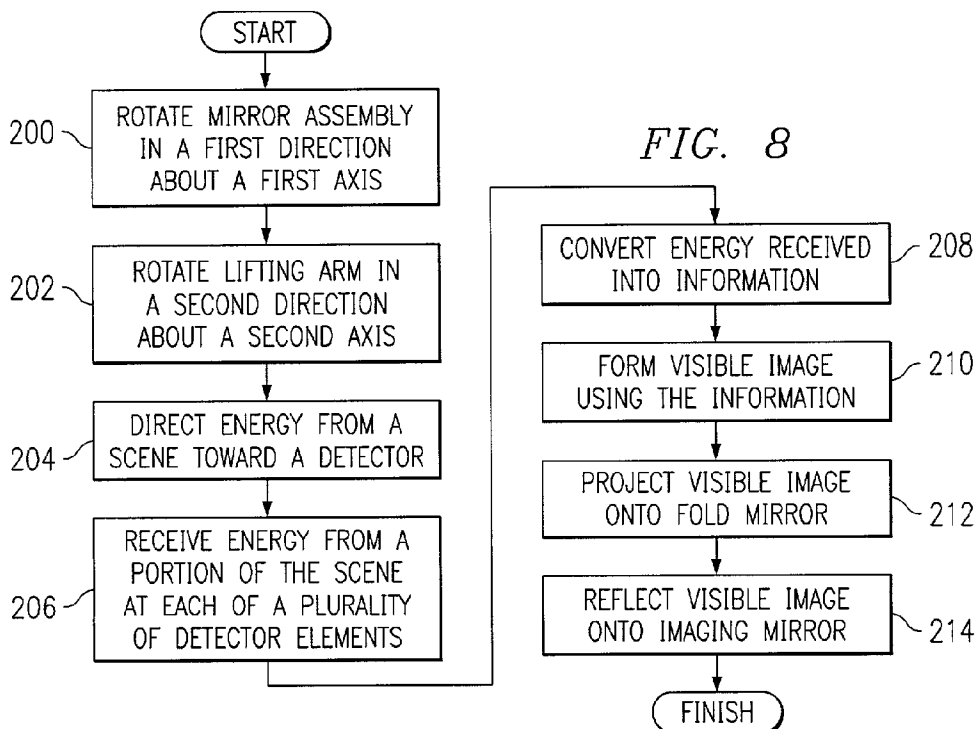 START
200
ROTATE MIRROR ASSEMBLY
IN A FIRST DIRECTION
ABOUT A FIRST AXIS
202
ROTATE LIFTING ARM IN
A SECOND DIRECTION
ABOUT A SECOND AXIS
204
DIRECT ENERGY FROM A
SCENE TOWARD A DETECTOR
206
RECEIVE ENERGY FROM A
PORTION OF THE SCENE
AT EACH OF A PLURALITY
OF DETECTOR ELEMENTS
FIG. 8
CONVERT ENERGY RECEIVED
INTO INFORMATION
208
FORM VISIBLE IMAGE
USING THE INFORMATION
210
PROJECT VISIBLE IMAGE
ONTO FOLD MIRROR
212
REFLECT VISIBLE IMAGE
ONTO IMAGING MIRROR
214
FINISH